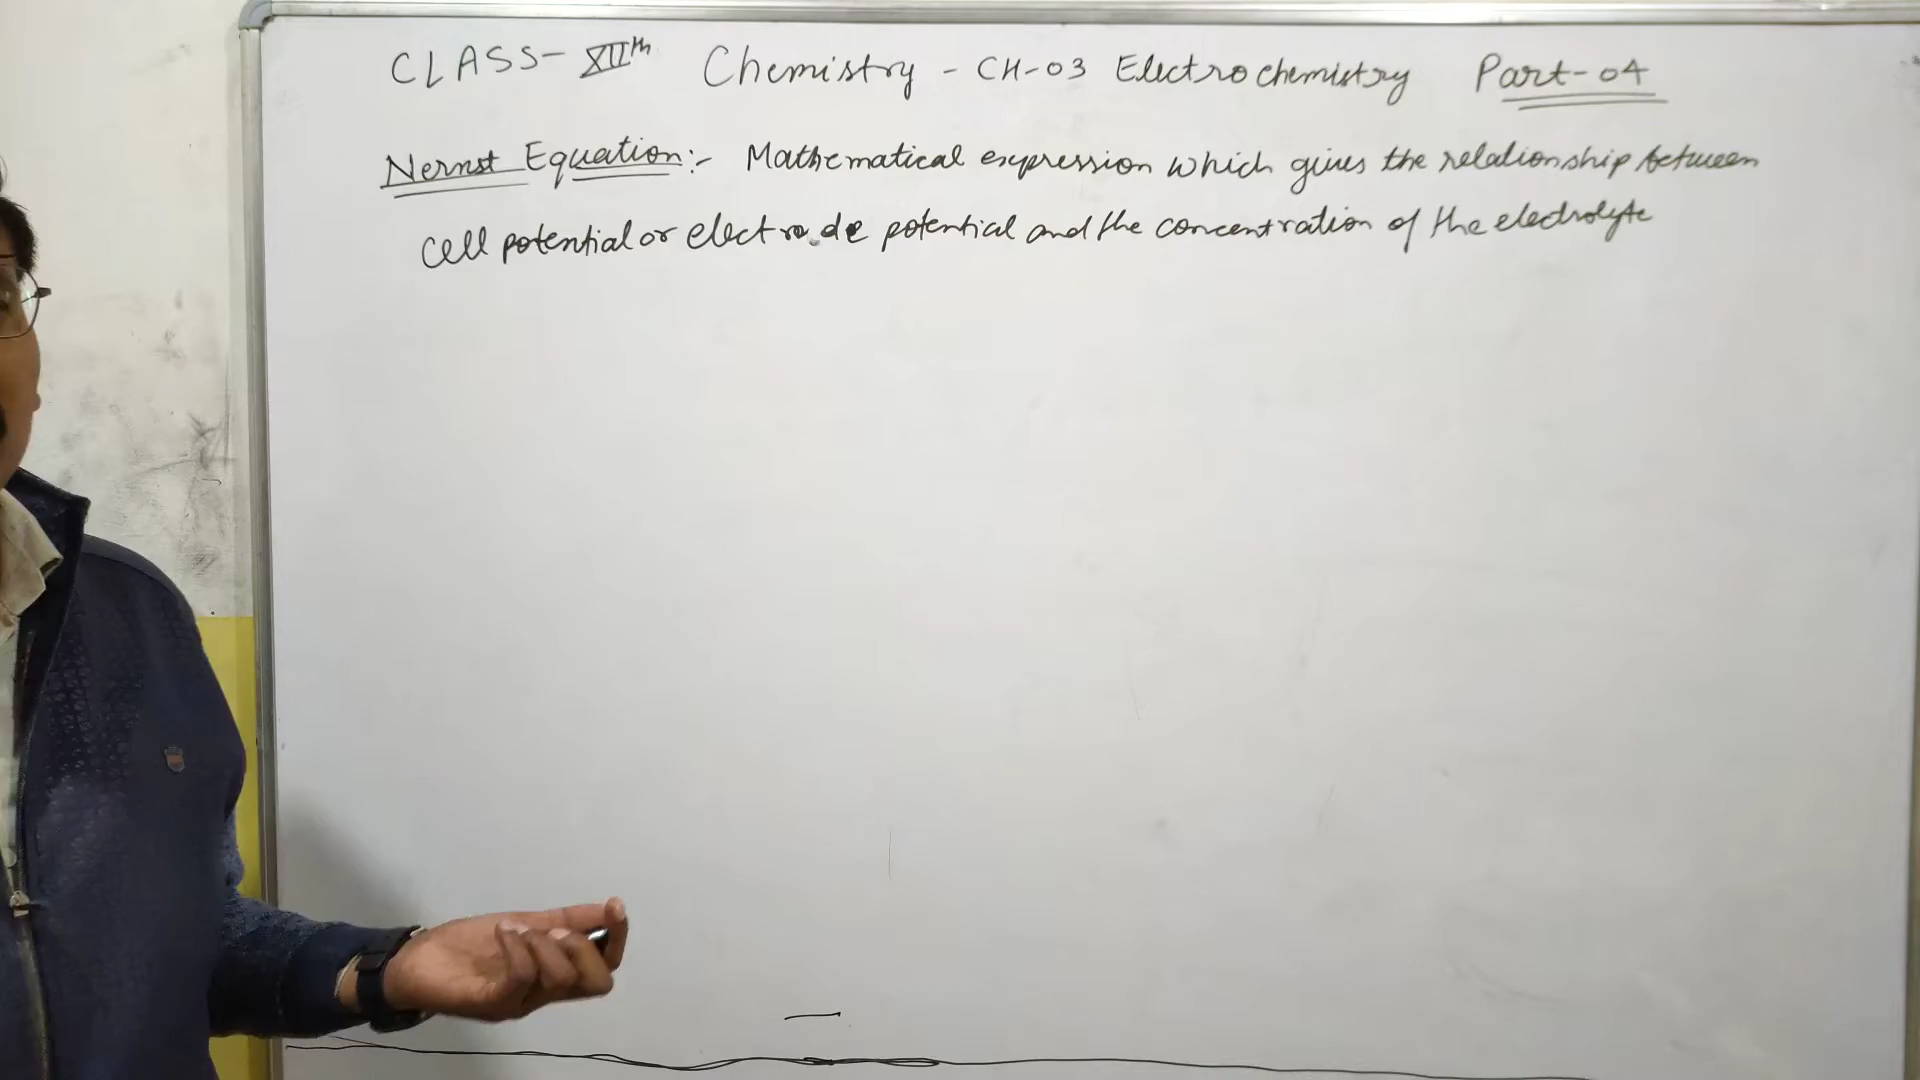 CLASS- XIIth Chemistry - CH-03 Electrochemistry Part-04
Nernst Equation:- Mathematical expression which gives the relationship between
cell potential or electrode potential and the concentration of the electrolyte